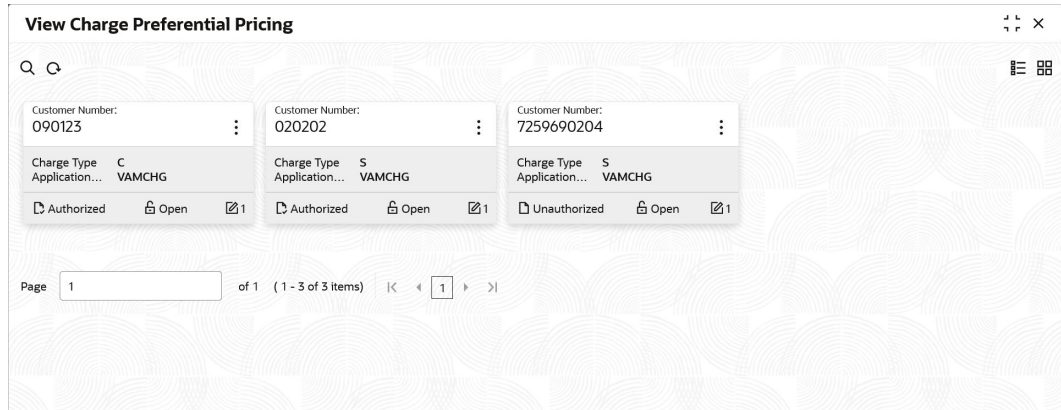 View Charge Preferential Pricing
Customer Number:
090123
Charge Type C
Application... VAMCHG
Authorized Open 1
Customer Number:
020202
Charge Type S
Application... VAMCHG
Authorized Open 1
Customer Number:
7259690204
Charge Type S
Application... VAMCHG
Unauthorized Open 1
Page 1 of 1 ( 1 - 3 of 3 items) 1